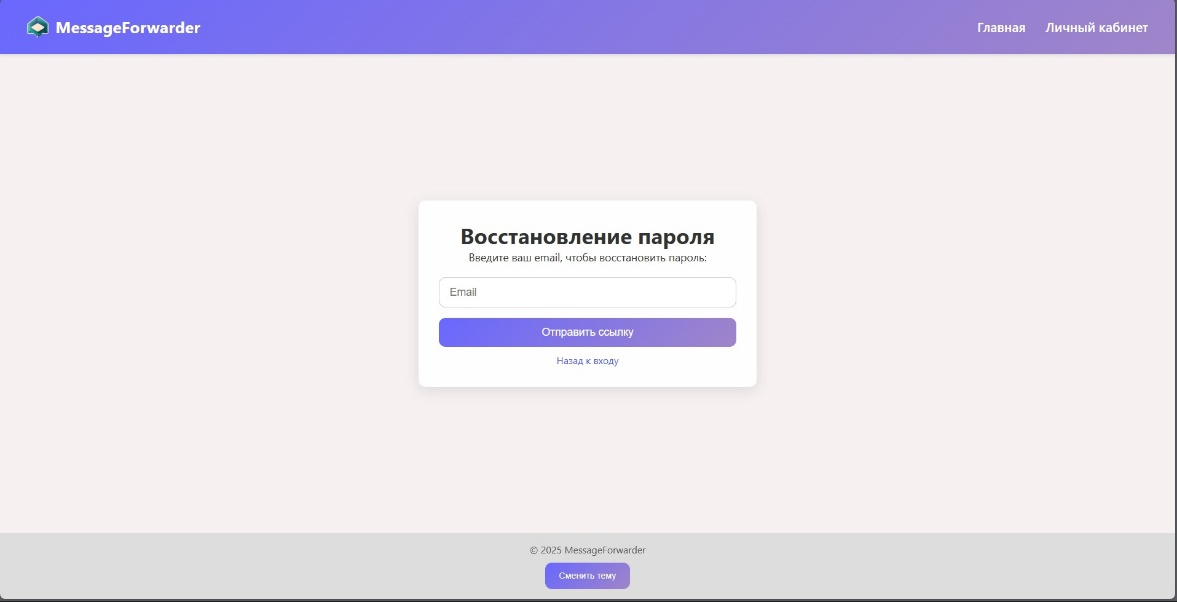 MessageForwarder
Главная Личный кабинет
Восстановление пароля
Введите ваш email, чтобы восстановить пароль:
Email
Отправить ссылку
Назад к входу
© 2025 MessageForwarder
Сменить тему